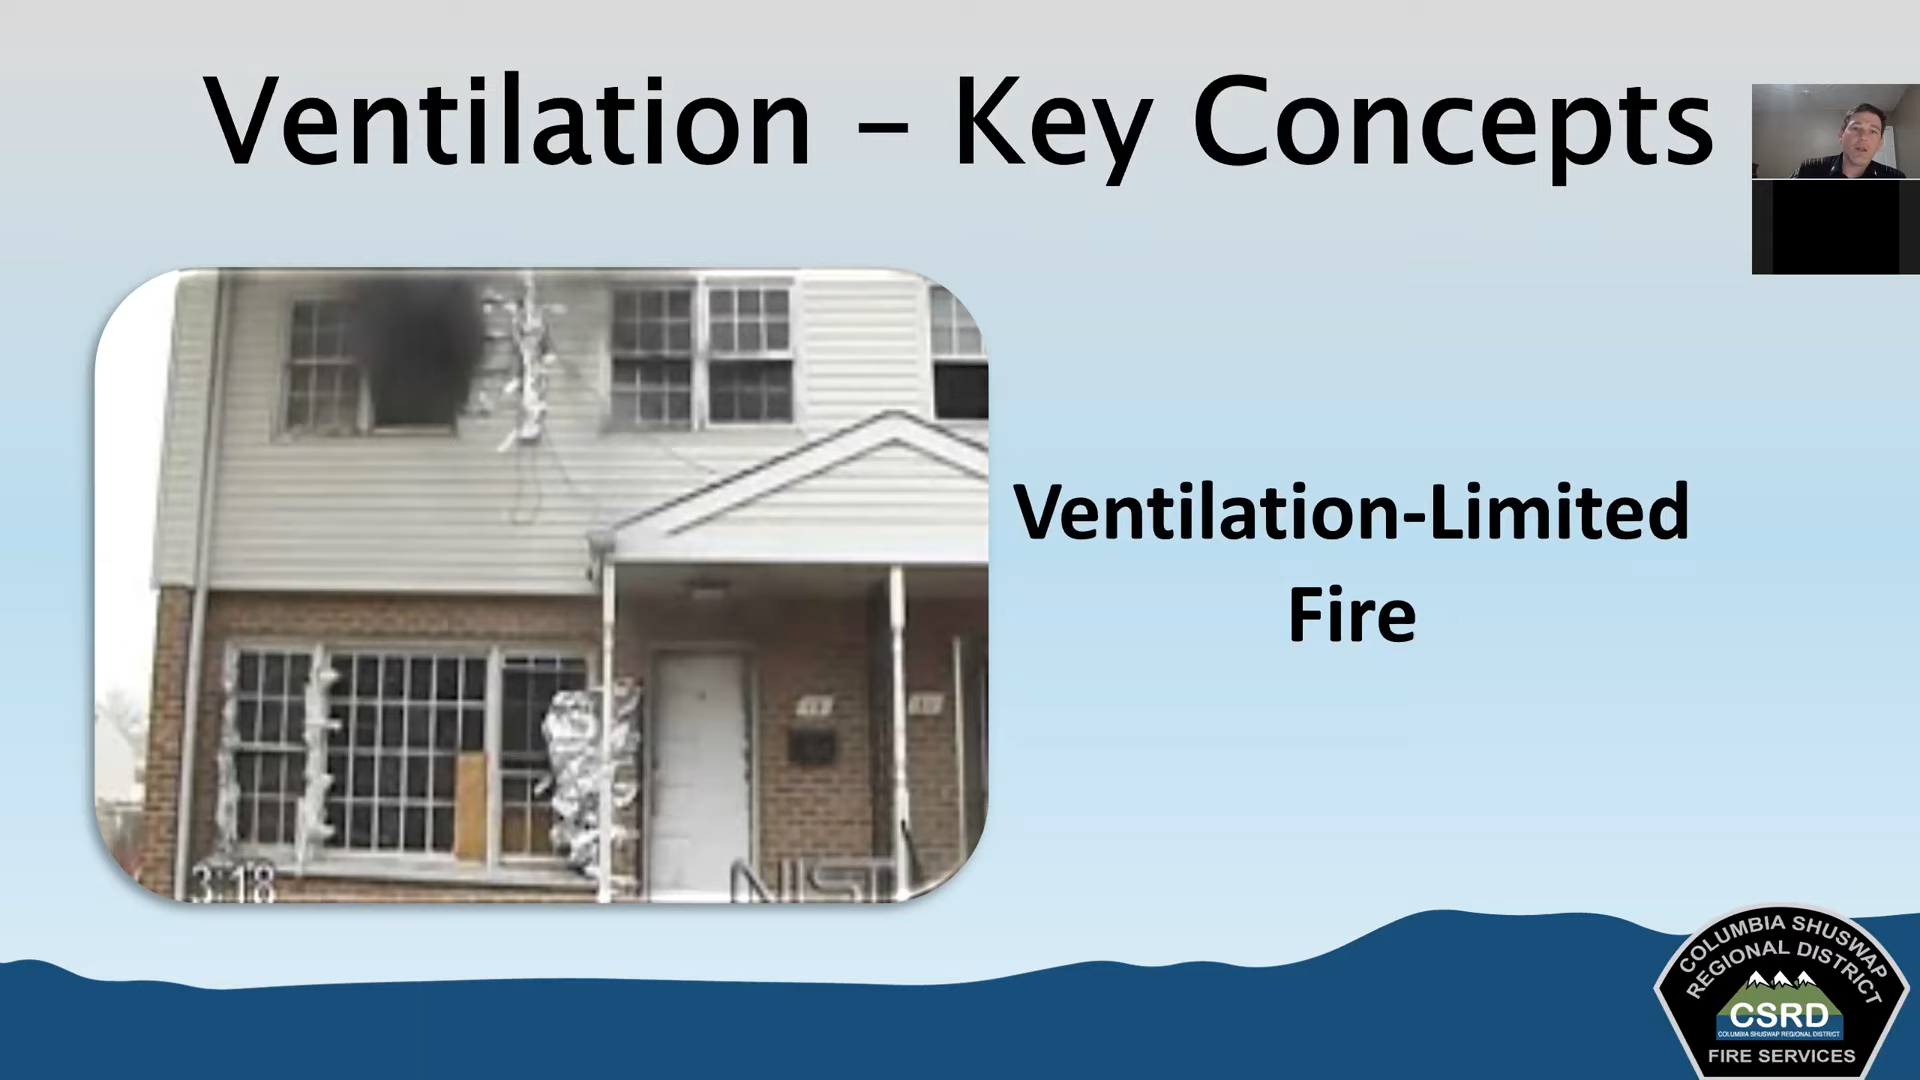 Ventilation – Key Concepts
Ventilation-Limited
Fire
3:18
NIST
COLUMBIA SHUSWAP
REGIONAL DISTRICT
CSRD
COLUMBIA SHUSWAP REGIONAL DISTRICT
FIRE SERVICES